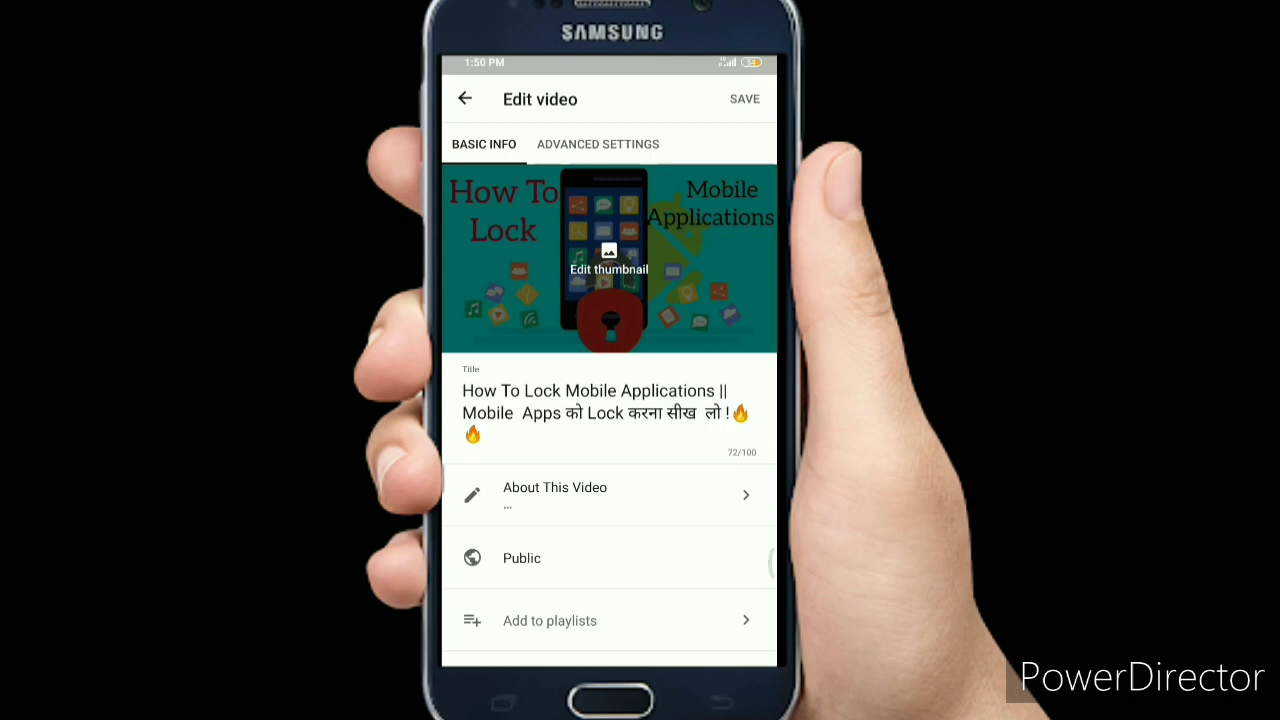 SAMSUNG
1:50 PM
54
Edit video
SAVE
BASIC INFO
ADVANCED SETTINGS
How To
Lock
Mobile
Applications
Edit thumbnail
Title
How To Lock Mobile Applications ||
Mobile Apps को Lock करना सीख लो !🔥
🔥
72/100
About This Video
...
Public
Add to playlists
PowerDirector